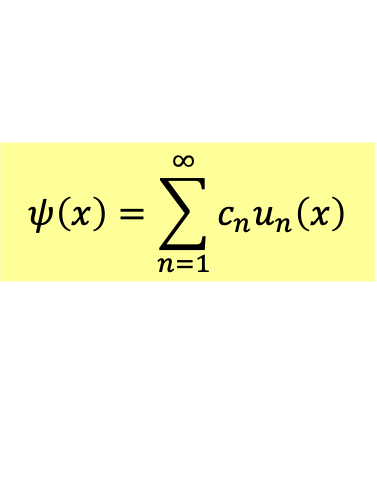 ψ(x) = ∑_{n=1}^{∞} c_n u_n(x)